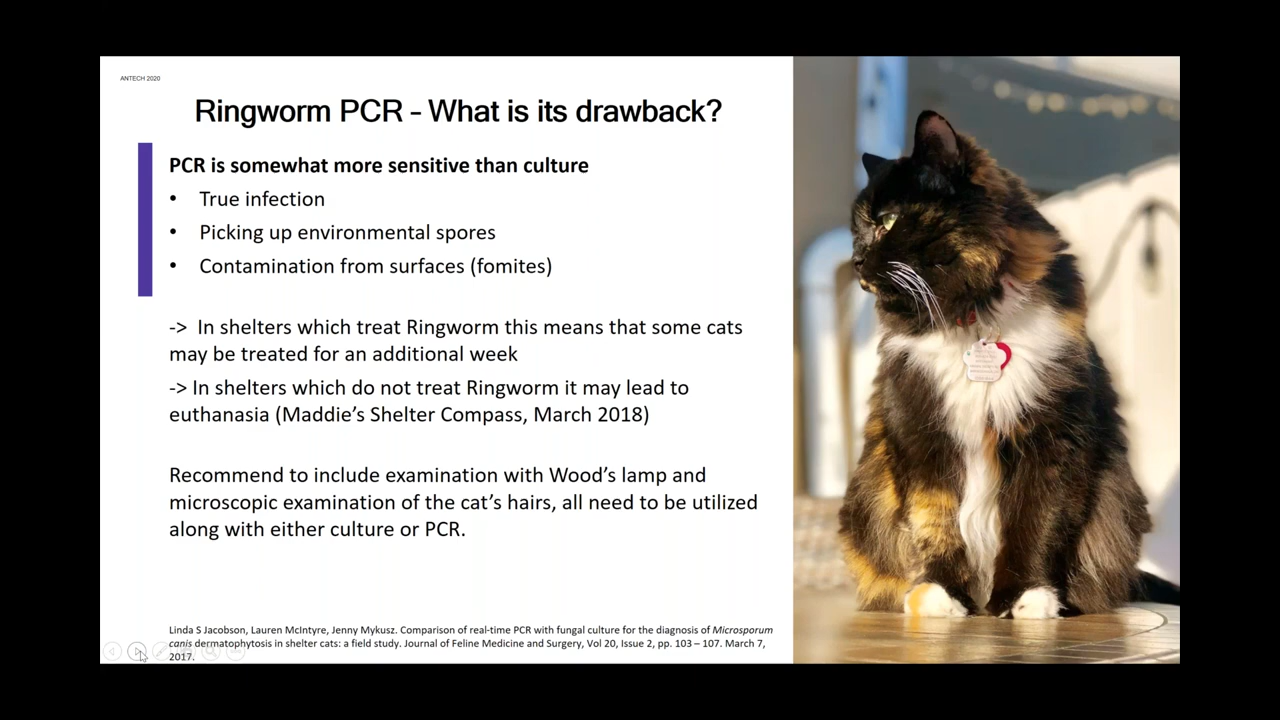 ANTECH 2020
Ringworm PCR – What is its drawback?
PCR is somewhat more sensitive than culture
• True infection
• Picking up environmental spores
• Contamination from surfaces (fomites)
-> In shelters which treat Ringworm this means that some cats
may be treated for an additional week
-> In shelters which do not treat Ringworm it may lead to
euthanasia (Maddie’s Shelter Compass, March 2018)
Recommend to include examination with Wood’s lamp and
microscopic examination of the cat’s hairs, all need to be utilized
along with either culture or PCR.
Linda S Jacobson, Lauren McIntyre, Jenny Mykusz. Comparison of real-time PCR with fungal culture for the diagnosis of Microsporum
canis dermatophytosis in shelter cats: a field study. Journal of Feline Medicine and Surgery, Vol 20, Issue 2, pp. 103 – 107. March 7,
2017.